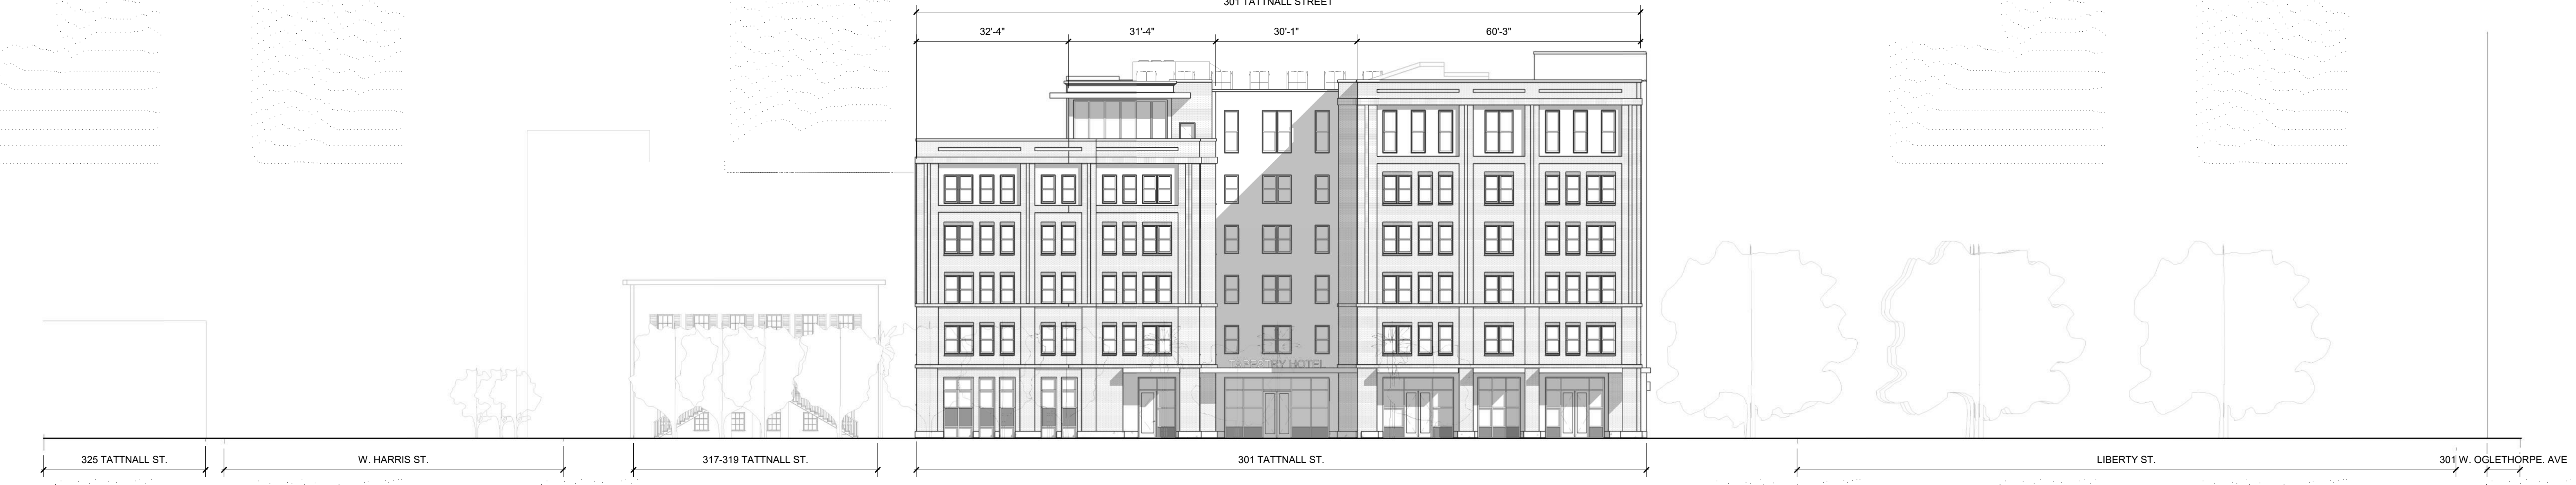 301 TATTNALL STREET
32'-4" 31'-4" 30'-1" 60'-3"
RY HOTEL
325 TATTNALL ST. W. HARRIS ST. 317-319 TATTNALL ST. 301 TATTNALL ST. LIBERTY ST. 301 W. OGLETHORPE. AVE